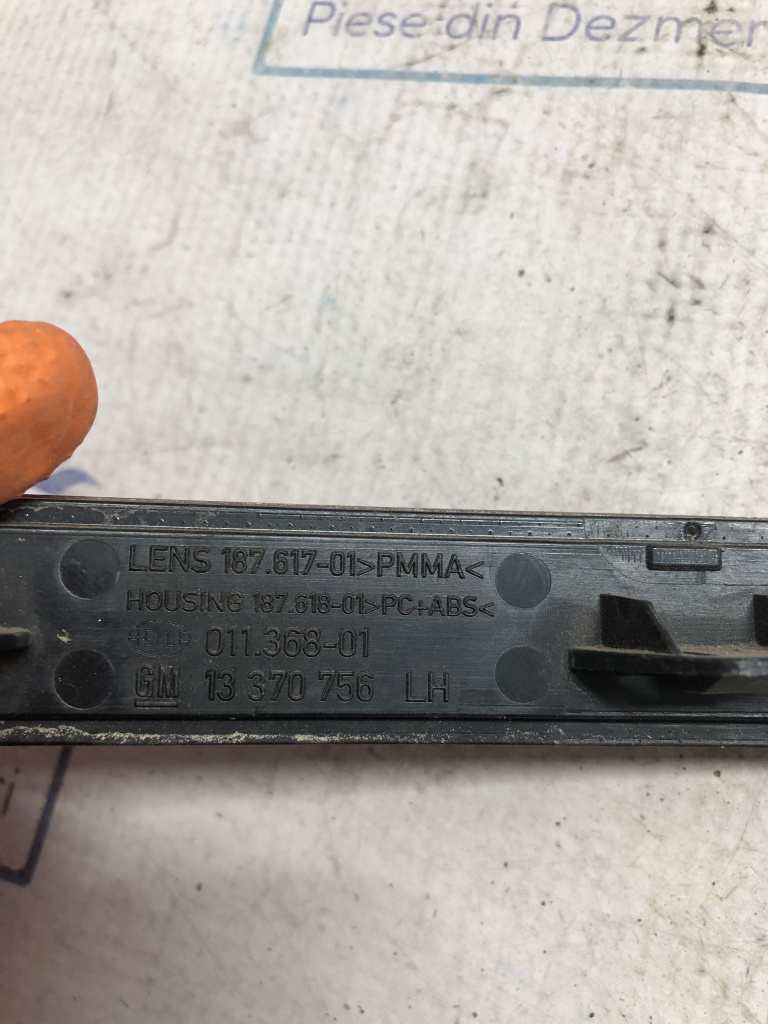 Piese din
LENS 187.617-01>PMMA<
HOUSING 187.618-01>PC+ABS<
HELLA 011.368-01
GM 13 370 756 LH